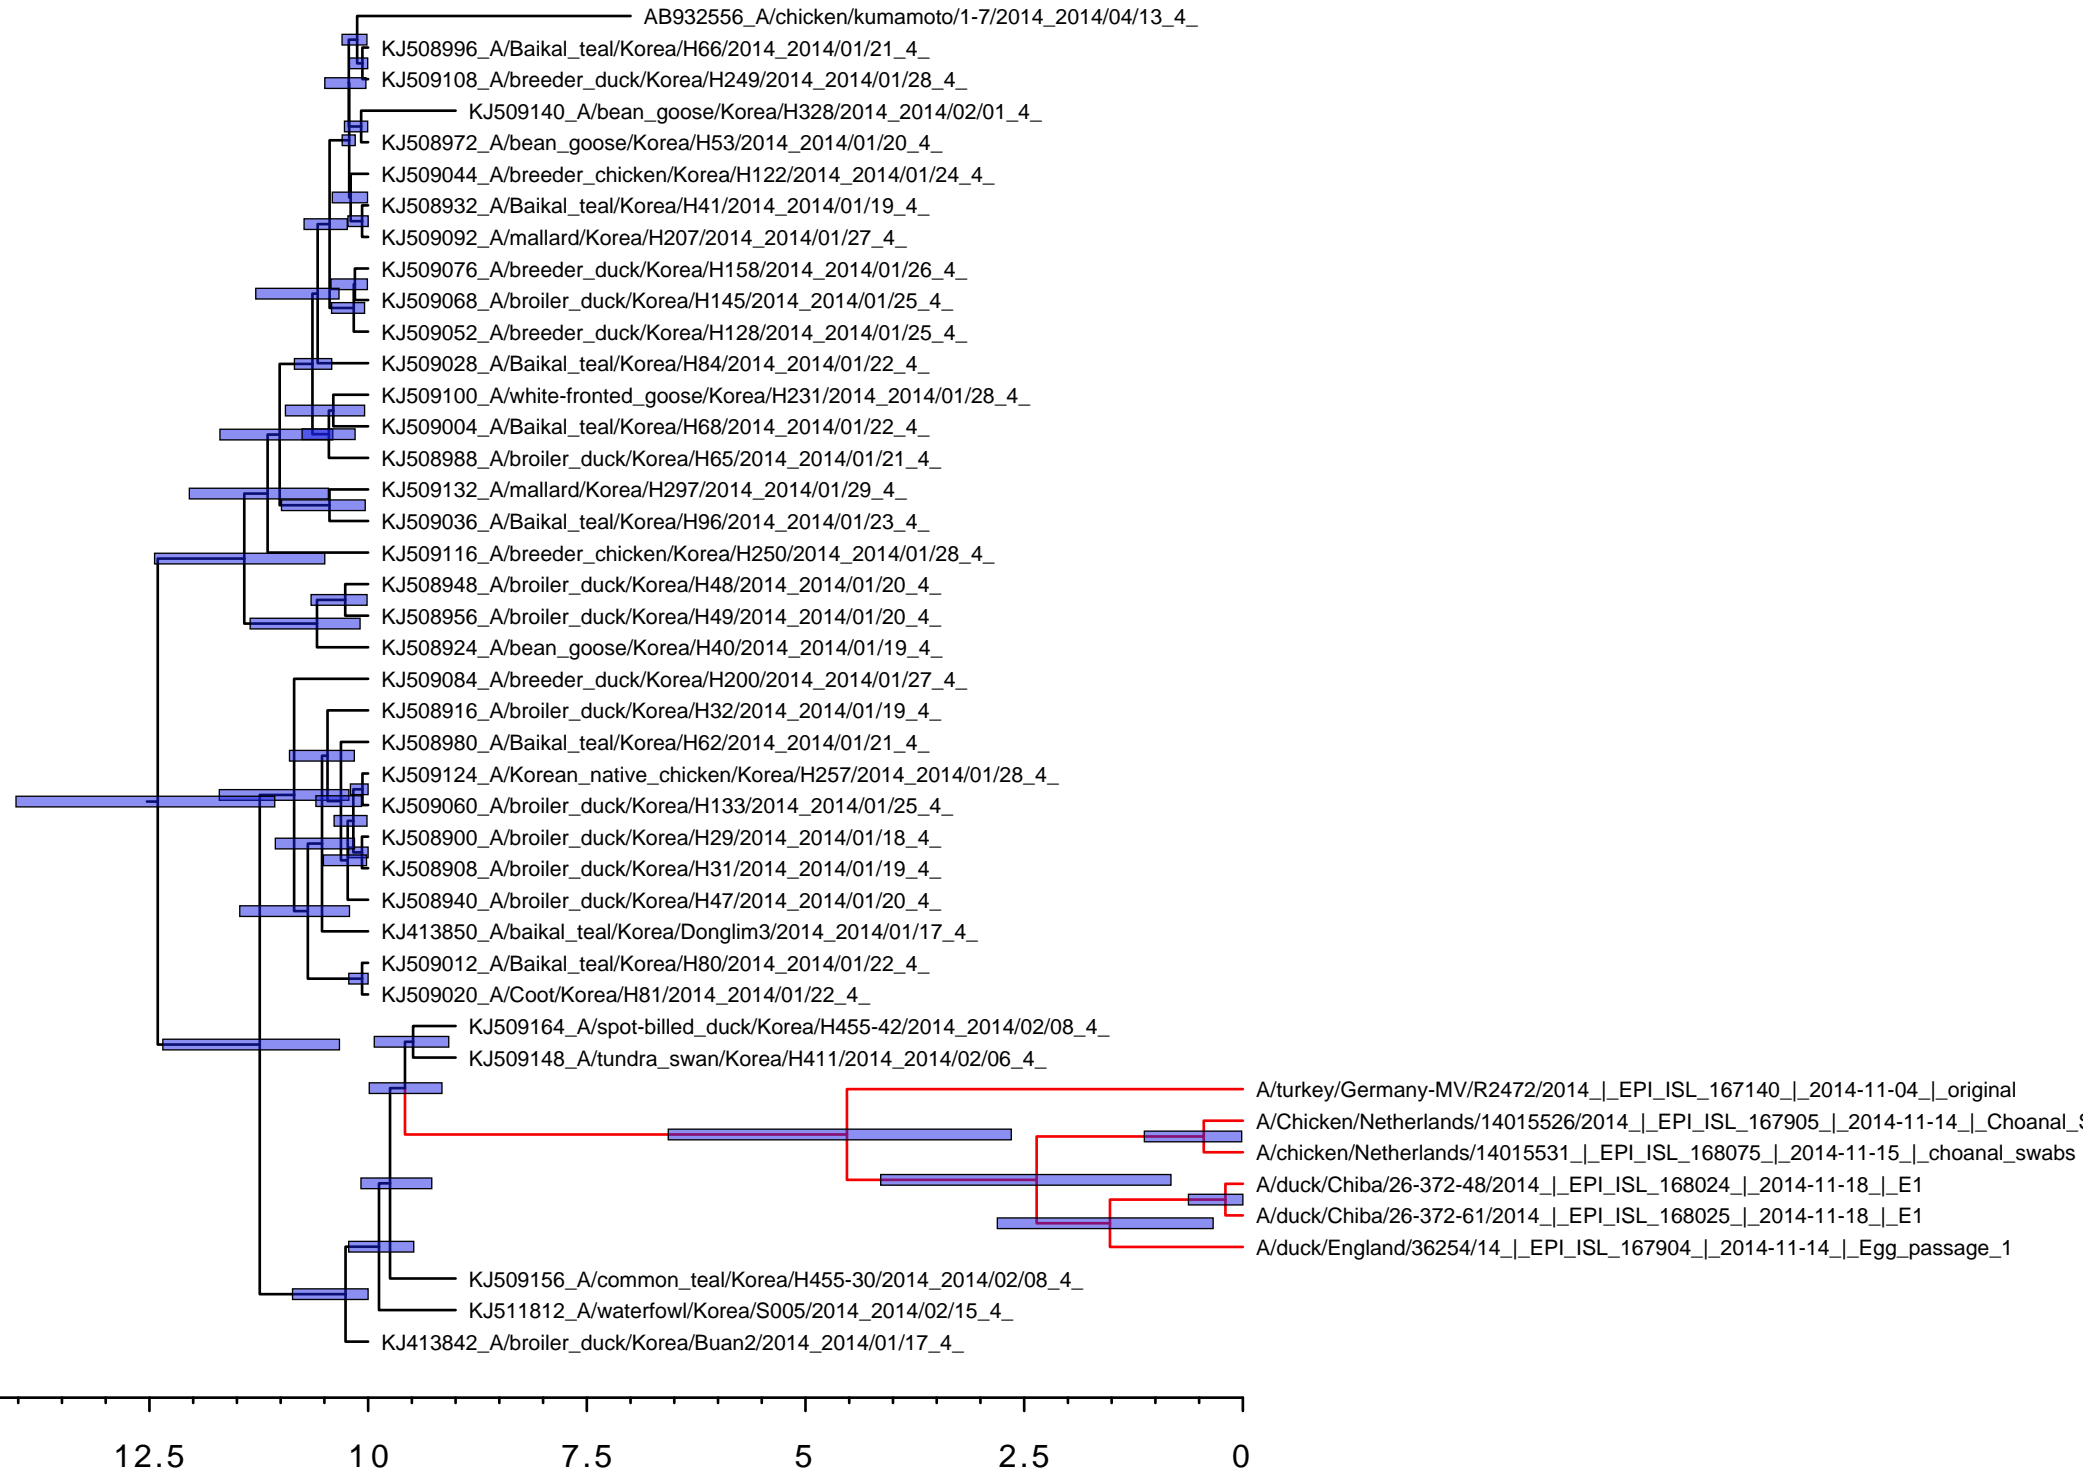 AB932556_A/chicken/kumamoto/1-7/2014_2014/04/13_4_
KJ508996_A/Baikal_teal/Korea/H66/2014_2014/01/21_4_
KJ509108_A/breeder_duck/Korea/H249/2014_2014/01/28_4_
KJ509140_A/bean_goose/Korea/H328/2014_2014/02/01_4_
KJ508972_A/bean_goose/Korea/H53/2014_2014/01/20_4_
KJ509044_A/breeder_chicken/Korea/H122/2014_2014/01/24_4_
KJ508932_A/Baikal_teal/Korea/H41/2014_2014/01/19_4_
KJ509092_A/mallard/Korea/H207/2014_2014/01/27_4_
KJ509076_A/breeder_duck/Korea/H158/2014_2014/01/26_4_
KJ509068_A/broiler_duck/Korea/H145/2014_2014/01/25_4_
KJ509052_A/breeder_duck/Korea/H128/2014_2014/01/25_4_
KJ509028_A/Baikal_teal/Korea/H84/2014_2014/01/22_4_
KJ509100_A/white-fronted_goose/Korea/H231/2014_2014/01/28_4_
KJ509004_A/Baikal_teal/Korea/H68/2014_2014/01/22_4_
KJ508988_A/broiler_duck/Korea/H65/2014_2014/01/21_4_
KJ509132_A/mallard/Korea/H297/2014_2014/01/29_4_
KJ509036_A/Baikal_teal/Korea/H96/2014_2014/01/23_4_
KJ509116_A/breeder_chicken/Korea/H250/2014_2014/01/28_4_
KJ508948_A/broiler_duck/Korea/H48/2014_2014/01/20_4_
KJ508956_A/broiler_duck/Korea/H49/2014_2014/01/20_4_
KJ508924_A/bean_goose/Korea/H40/2014_2014/01/19_4_
KJ509084_A/breeder_duck/Korea/H200/2014_2014/01/27_4_
KJ508916_A/broiler_duck/Korea/H32/2014_2014/01/19_4_
KJ508980_A/Baikal_teal/Korea/H62/2014_2014/01/21_4_
KJ509124_A/Korean_native_chicken/Korea/H257/2014_2014/01/28_4_
KJ509060_A/broiler_duck/Korea/H133/2014_2014/01/25_4_
KJ508900_A/broiler_duck/Korea/H29/2014_2014/01/18_4_
KJ508908_A/broiler_duck/Korea/H31/2014_2014/01/19_4_
KJ508940_A/broiler_duck/Korea/H47/2014_2014/01/20_4_
KJ413850_A/baikal_teal/Korea/Donglim3/2014_2014/01/17_4_
KJ509012_A/Baikal_teal/Korea/H80/2014_2014/01/22_4_
KJ509020_A/Coot/Korea/H81/2014_2014/01/22_4_
KJ509164_A/spot-billed_duck/Korea/H455-42/2014_2014/02/08_4_
KJ509148_A/tundra_swan/Korea/H411/2014_2014/02/06_4_
A/turkey/Germany-MV/R2472/2014_|_EPI_ISL_167140_|_2014-11-04_|_original
A/Chicken/Netherlands/14015526/2014_|_EPI_ISL_167905_|_2014-11-14_|_Choanal_
A/chicken/Netherlands/14015531_|_EPI_ISL_168075_|_2014-11-15_|_choanal_swabs
A/duck/Chiba/26-372-48/2014_|_EPI_ISL_168024_|_2014-11-18_|_E1
A/duck/Chiba/26-372-61/2014_|_EPI_ISL_168025_|_2014-11-18_|_E1
A/duck/England/36254/14_|_EPI_ISL_167904_|_2014-11-14_|_Egg_passage_1
KJ509156_A/common_teal/Korea/H455-30/2014_2014/02/08_4_
KJ511812_A/waterfowl/Korea/S005/2014_2014/02/15_4_
KJ413842_A/broiler_duck/Korea/Buan2/2014_2014/01/17_4_
12.5 10 7.5 5 2.5 0